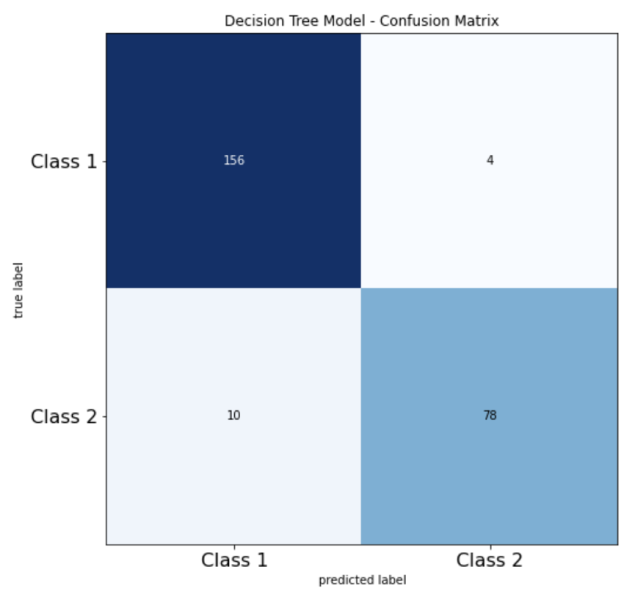 Decision Tree Model - Confusion Matrix
Class 1
156
4
true label
Class 2
10
78
Class 1
Class 2
predicted label